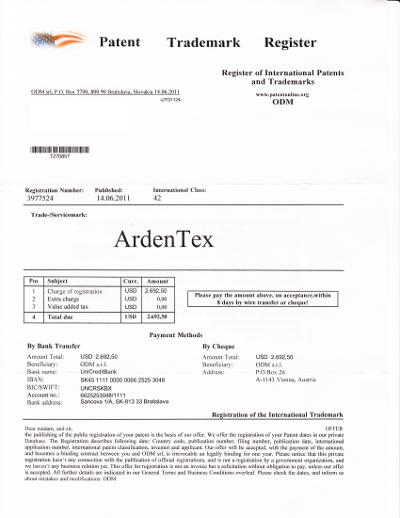 Patent Trademark Register
Register of International Patents
and Trademarks
www.patentonline.org
ODM
ODM srl, P.O. Box 5700, 800 90 Bratislava, Slovakia 14.06.2011
T276857
Registration Number: Published: International Class:
3977524 14.06.2011 42
Trade-/Servicemark:
ArdenTex
Pos Subject Curr. Amount
1 Charge of registration USD 2.692,50
2 Extra charge USD 0,00
3 Value added tax USD 0,00
4 Total due USD 2.692,50
Please pay the amount above, on acceptance,within
8 days by wire transfer or cheque!
Payment Methods
By Bank Transfer By Cheque
Amount Total: USD 2.692,50 Amount Total: USD 2.692,50
Beneficiary: ODM s.r.l. Beneficiary: ODM s.r.l.
Bank name: UniCreditBank Address: P.O.Box 26
IBAN: SK45 1111 0000 0066 2525 3048 A-1143 Vienna, Austria
BIC/SWIFT: UNCRSKBX
Account no.: 6625253048/1111
Bank address: Sancova 1/A, SK-813 33 Bratislava
Registration of the International Trademark
Dear madam, and sir, OFFER
the publishing of the public registration of your patent is the basis of our offer. We offer the registration of your Patent dates in our private
Database. The Registration describes following date: Country code, publication number, filing number, publication date, international
application number, international patent classification, inventor and applicant. Our offer will be accepted, with the payment of the amount,
and becomes a binding contract between you and ODM srl, is irrevocable an legally binding for one year. Please notice that this private
registration hasn't any connection with the publication of official registrations, and is not a registration by a government organization, and
we haven't any business relation yet. This offer for registration is not an invoice but a solicitation without obligation to pay, unless our offer
is accepted. All further details are indicated in our General Terms and Business Conditions overleaf. Please check the dates, and inform us
about mistakes and modifications. ODM